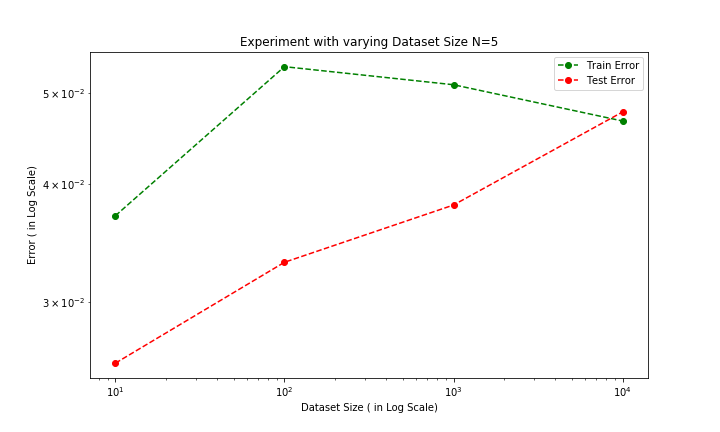 Experiment with varying Dataset Size N=5
Train Error
Test Error
5 × 10⁻²
4 × 10⁻²
3 × 10⁻²
Error ( in Log Scale)
10¹ 10² 10³ 10⁴
Dataset Size ( in Log Scale)